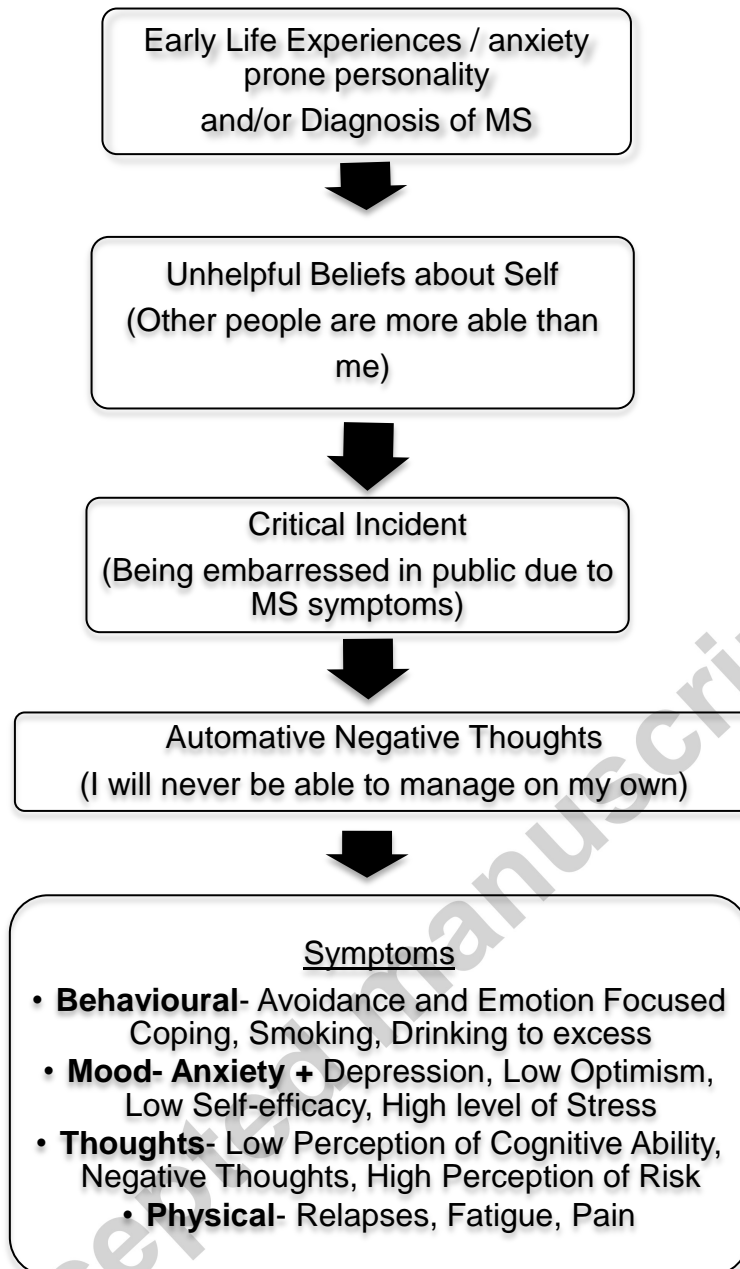 Early Life Experiences / anxiety
prone personality
and/or Diagnosis of MS
Unhelpful Beliefs about Self
(Other people are more able than
me)
Critical Incident
(Being embarressed in public due to
MS symptoms)
Automative Negative Thoughts
(I will never be able to manage on my own)
Symptoms
• Behavioural- Avoidance and Emotion Focused
Coping, Smoking, Drinking to excess
• Mood- Anxiety + Depression, Low Optimism,
Low Self-efficacy, High level of Stress
• Thoughts- Low Perception of Cognitive Ability,
Negative Thoughts, High Perception of Risk
• Physical- Relapses, Fatigue, Pain